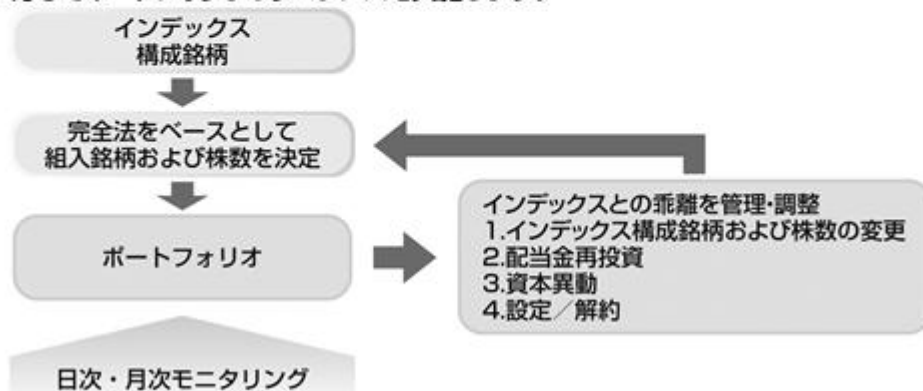 インデックス
構成銘柄
完全法をベースとして
組入銘柄および株数を決定
ポートフォリオ
インデックスとの乖離を管理・調整
1.インデックス構成銘柄および株数の変更
2.配当金再投資
3.資本異動
4.設定／解約
日次・月次モニタリング